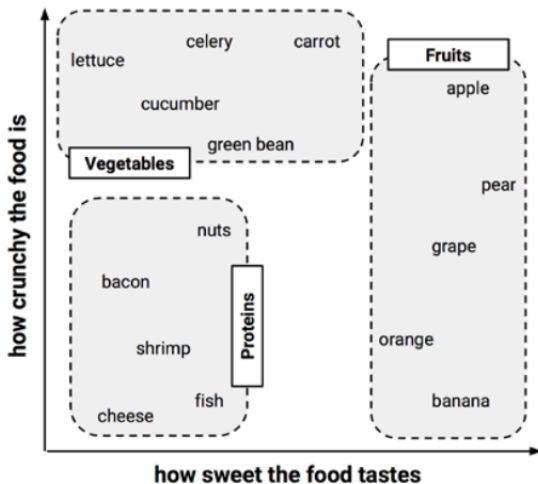 celery
carrot
lettuce
Fruits
apple
cucumber
green bean
Vegetables
pear
nuts
grape
bacon
Proteins
shrimp
orange
fish
banana
cheese
how crunchy the food is
how sweet the food tastes